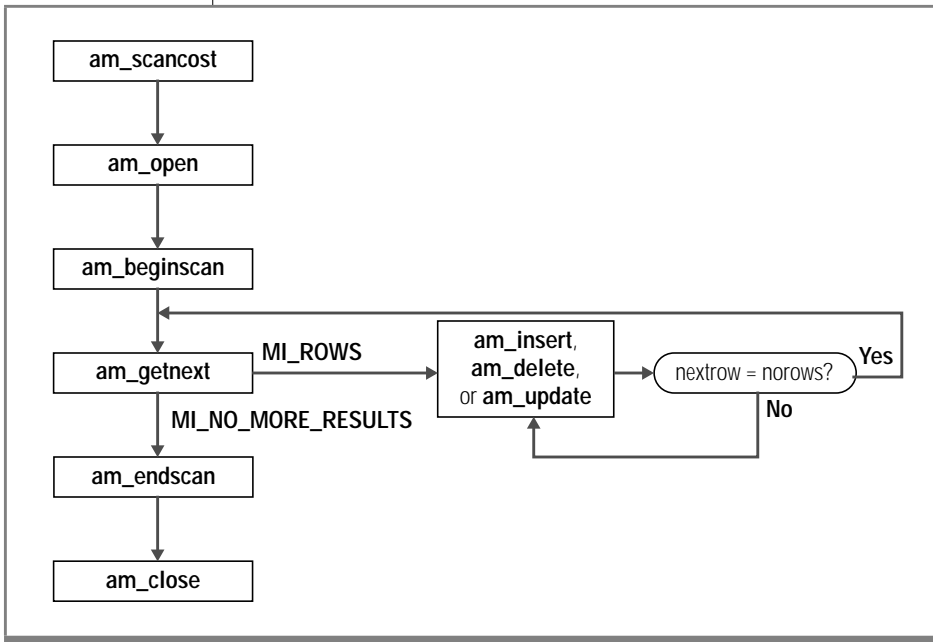 am_scancost
am_open
am_beginscan
am_getnext
MI_ROWS
am_insert,
am_delete,
or am_update
nextrow = norows?
Yes
No
MI_NO_MORE_RESULTS
am_endscan
am_close